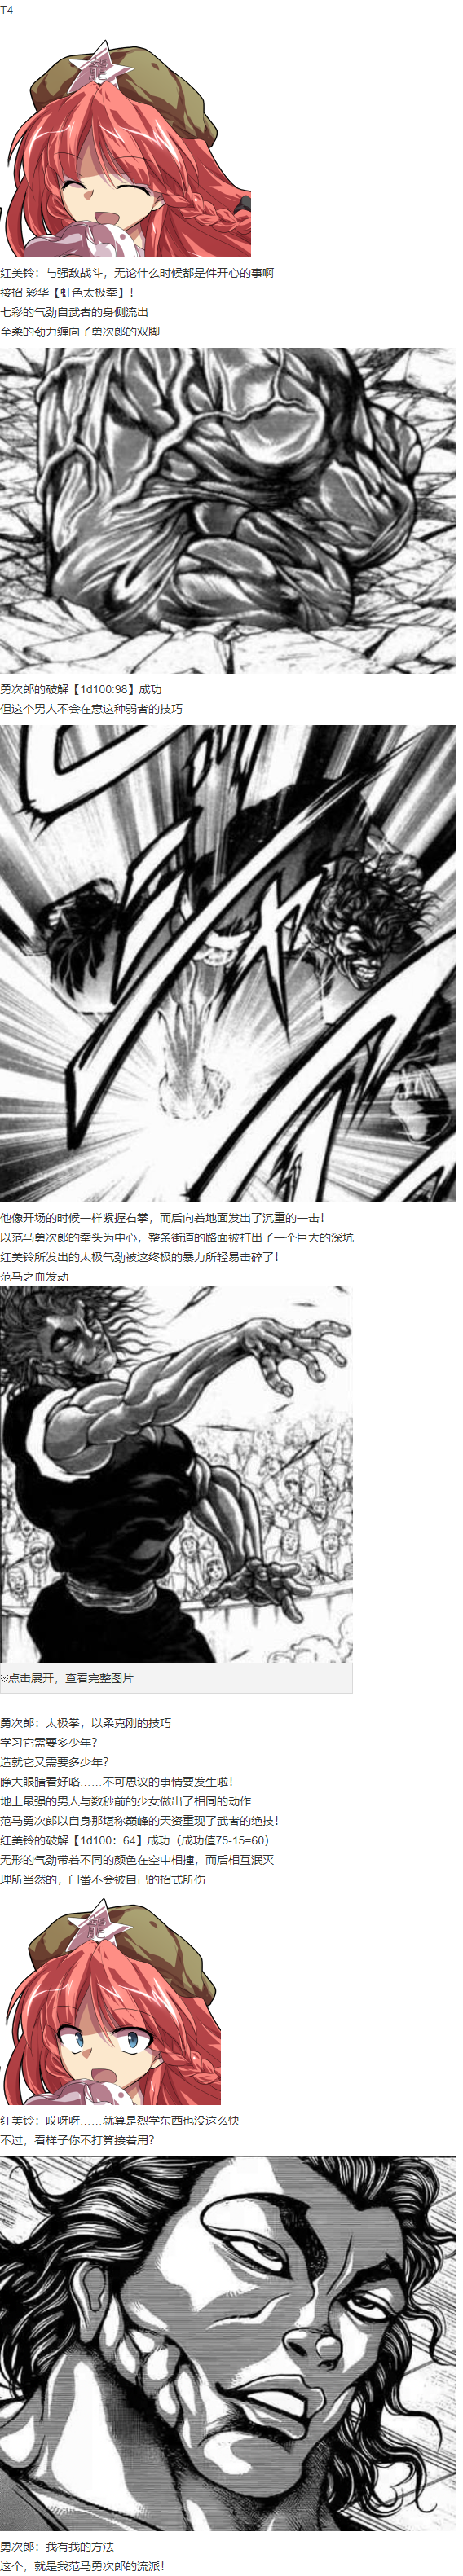 T4
红美铃：与强敌战斗，无论什么时候都是件开心的事啊
接招 彩华【虹色太极拳】！
七彩的气劲自武者的身侧流出
至柔的劲力缠向了勇次郎的双脚
勇次郎的破解【1d100:98】成功
但这个男人不会在意这种弱者的技巧
他像开场的时候一样紧握右拳，而后向着地面发出了沉重的一击！
以范马勇次郎的拳头为中心，整条街道的路面被打出了一个巨大的深坑
红美铃所发出的太极气劲被这终极的暴力所轻易击碎了！
范马之血发动
点击展开，查看完整图片
勇次郎：太极拳，以柔克刚的技巧
学习它需要多少年？
造就它又需要多少年？
睁大眼睛看好咯……不可思议的事情要发生啦！
地上最强的男人与数秒前的少女做出了相同的动作
范马勇次郎以自身那堪称巅峰的天资重现了武者的绝技！
红美铃的破解【1d100：64】成功（成功值75-15=60）
无形的气劲带着不同的颜色在空中相撞，而后相互泯灭
理所当然的，门番不会被自己的招式所伤
红美铃：哎呀呀……就算是烈学东西也没这么快
不过，看样子你不打算接着用？
勇次郎：我有我的方法
这个，就是我范马勇次郎的流派！